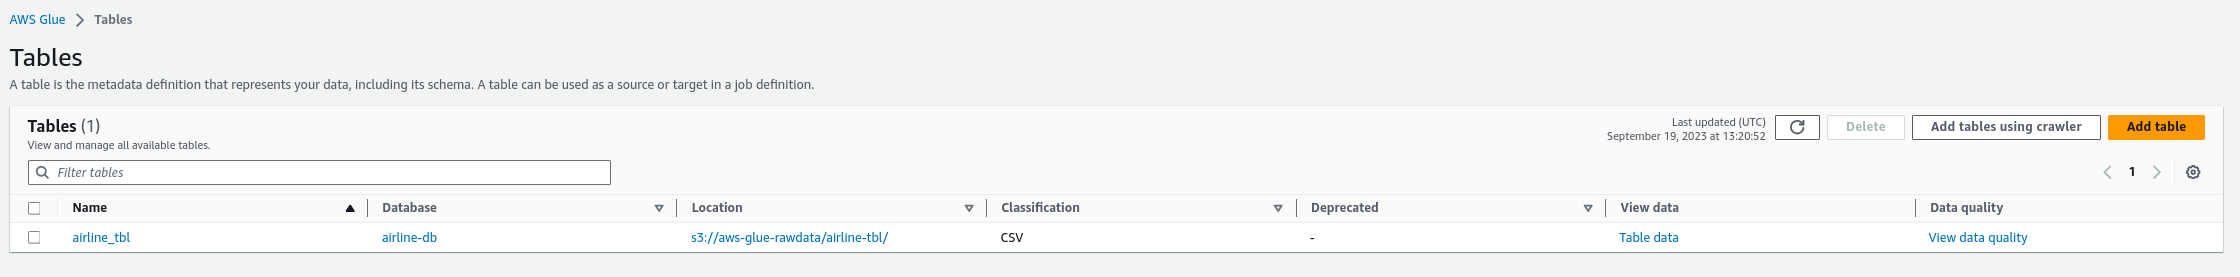 AWS Glue > Tables
Tables
A table is the metadata definition that represents your data, including its schema. A table can be used as a source or target in a job definition.
Tables (1)
View and manage all available tables.
Last updated (UTC)
September 19, 2023 at 13:20:52
Delete
Add tables using crawler
Add table
Filter tables
1
Name Database Location Classification Deprecated View data Data quality
airline_tbl airline-db s3://aws-glue-rawdata/airline-tbl/ CSV - Table data View data quality